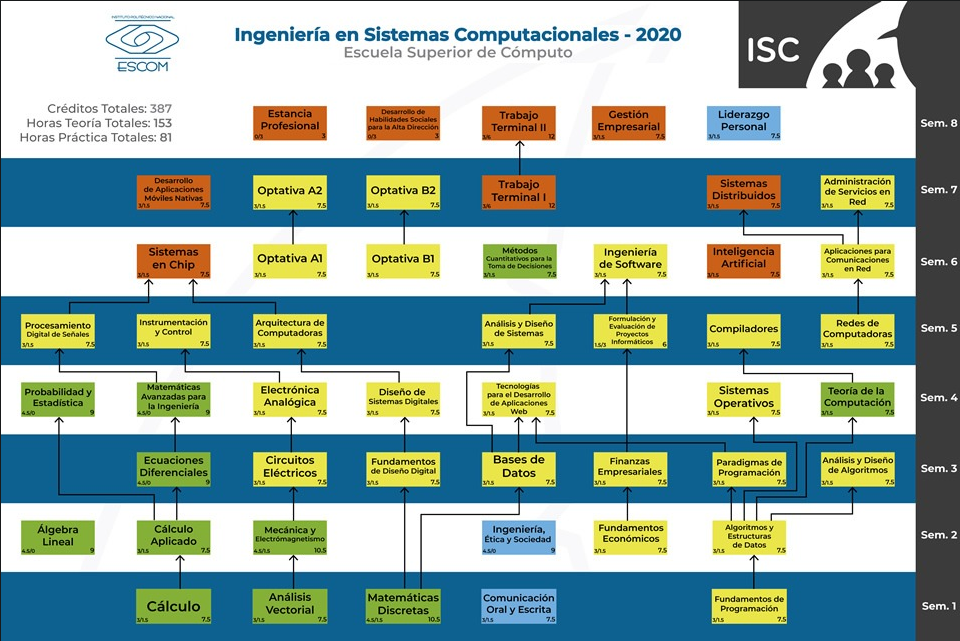 INSTITUTO POLITÉCNICO NACIONAL
ESCOM
Ingeniería en Sistemas Computacionales - 2020
Escuela Superior de Cómputo
ISC
Créditos Totales: 387
Horas Teoría Totales: 153
Horas Práctica Totales: 81
Estancia
Profesional
0/3 3
Desarrollo de
Habilidades Sociales
para la Alta Dirección
0/3 3
Trabajo
Terminal II
3/6 12
Gestión
Empresarial
3/1.5 7.5
Liderazgo
Personal
3/1.5 7.5
Sem. 8
Desarrollo
de Aplicaciones
Móviles Nativas
3/1.5 7.5
Optativa A2
3/1.5 7.5
Optativa B2
3/1.5 7.5
Trabajo
Terminal I
3/6 12
Sistemas
Distribuidos
3/1.5 7.5
Administración
de Servicios en
Red
3/1.5 7.5
Sem. 7
Sistemas
en Chip
3/1.5 7.5
Optativa A1
3/1.5 7.5
Optativa B1
3/1.5 7.5
Métodos
Cuantitativos para la
Toma de Decisiones
3/1.5 7.5
Ingeniería
de Software
3/1.5 7.5
Inteligencia
Artificial
3/1.5 7.5
Aplicaciones para
Comunicaciones
en Red
3/1.5 7.5
Sem. 6
Procesamiento
Digital de Señales
3/1.5 7.5
Instrumentación
y Control
3/1.5 7.5
Arquitectura de
Computadoras
3/1.5 7.5
Análisis y Diseño
de Sistemas
3/1.5 7.5
Formulación y
Evaluación de
Proyectos
Informáticos
1.5/3 6
Compiladores
3/1.5 7.5
Redes de
Computadoras
3/1.5 7.5
Sem. 5
Probabilidad y
Estadística
4.5/0 9
Matemáticas
Avanzadas para
la Ingeniería
4.5/0 9
Electrónica
Analógica
3/1.5 7.5
Diseño de
Sistemas Digitales
3/1.5 7.5
Tecnologías
para el Desarrollo
de Aplicaciones
Web
3/1.5 7.5
Sistemas
Operativos
3/1.5 7.5
Teoría de la
Computación
3/1.5 7.5
Sem. 4
Ecuaciones
Diferenciales
4.5/0 9
Circuitos
Eléctricos
3/1.5 7.5
Fundamentos
de Diseño Digital
3/1.5 7.5
Bases de
Datos
3/1.5 7.5
Finanzas
Empresariales
3/1.5 7.5
Paradigmas de
Programación
3/1.5 7.5
Análisis y Diseño
de Algoritmos
3/1.5 7.5
Sem. 3
Álgebra
Lineal
4.5/0 9
Cálculo
Aplicado
3/1.5 7.5
Mecánica y
Electrómagnetismo
4.5/1.5 10.5
Ingeniería,
Ética y Sociedad
4.5/0 9
Fundamentos
Económicos
3/1.5 7.5
Algoritmos y
Estructuras
de Datos
3/1.5 7.5
Sem. 2
Cálculo
3/1.5 7.5
Análisis
Vectorial
3/1.5 7.5
Matemáticas
Discretas
4.5/1.5 10.5
Comunicación
Oral y Escrita
3/1.5 7.5
Fundamentos de
Programación
3/1.5 7.5
Sem. 1